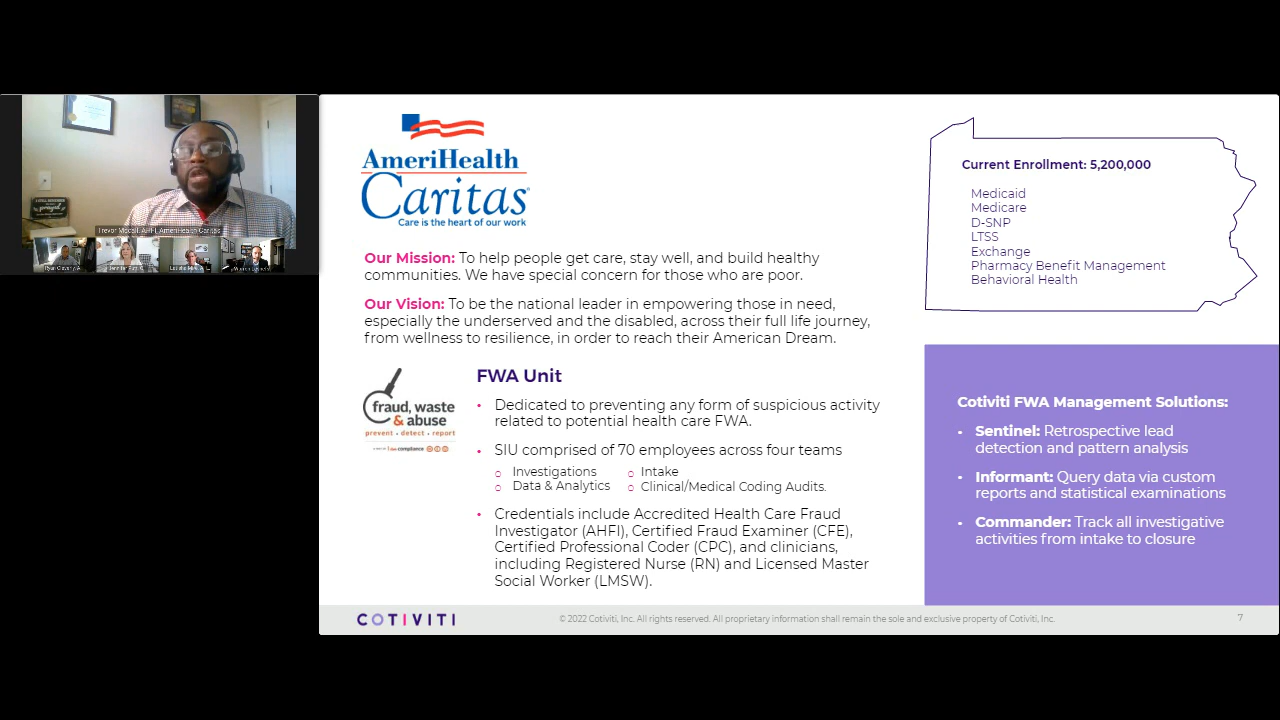 Trevor Mccall, AHFI, AmeriHealth Caritas
AmeriHealth
Caritas
Care is the heart of our work
Our Mission: To help people get care, stay well, and build healthy
communities. We have special concern for those who are poor.
Our Vision: To be the national leader in empowering those in need,
especially the underserved and the disabled, across their full life journey,
from wellness to resilience, in order to reach their American Dream.
fraud, waste
& abuse
prevent • detect • report
compliance
FWA Unit
• Dedicated to preventing any form of suspicious activity
related to potential health care FWA.
• SIU comprised of 70 employees across four teams
o Investigations
o Data & Analytics
o Intake
o Clinical/Medical Coding Audits.
• Credentials include Accredited Health Care Fraud
Investigator (AHFI), Certified Fraud Examiner (CFE),
Certified Professional Coder (CPC), and clinicians,
including Registered Nurse (RN) and Licensed Master
Social Worker (LMSW).
Current Enrollment: 5,200,000
Medicaid
Medicare
D-SNP
LTSS
Exchange
Pharmacy Benefit Management
Behavioral Health
Cotiviti FWA Management Solutions:
• Sentinel: Retrospective lead
detection and pattern analysis
• Informant: Query data via custom
reports and statistical examinations
• Commander: Track all investigative
activities from intake to closure
COTIVITI
© 2022 Cotiviti, Inc. All rights reserved. All proprietary information shall remain the sole and exclusive property of Cotiviti, Inc.
7